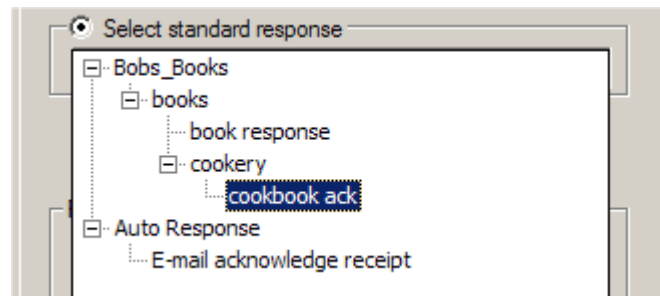 Select standard response
Bobs_Books
books
book response
cookery
cookbook ack
Auto Response
E-mail acknowledge receipt